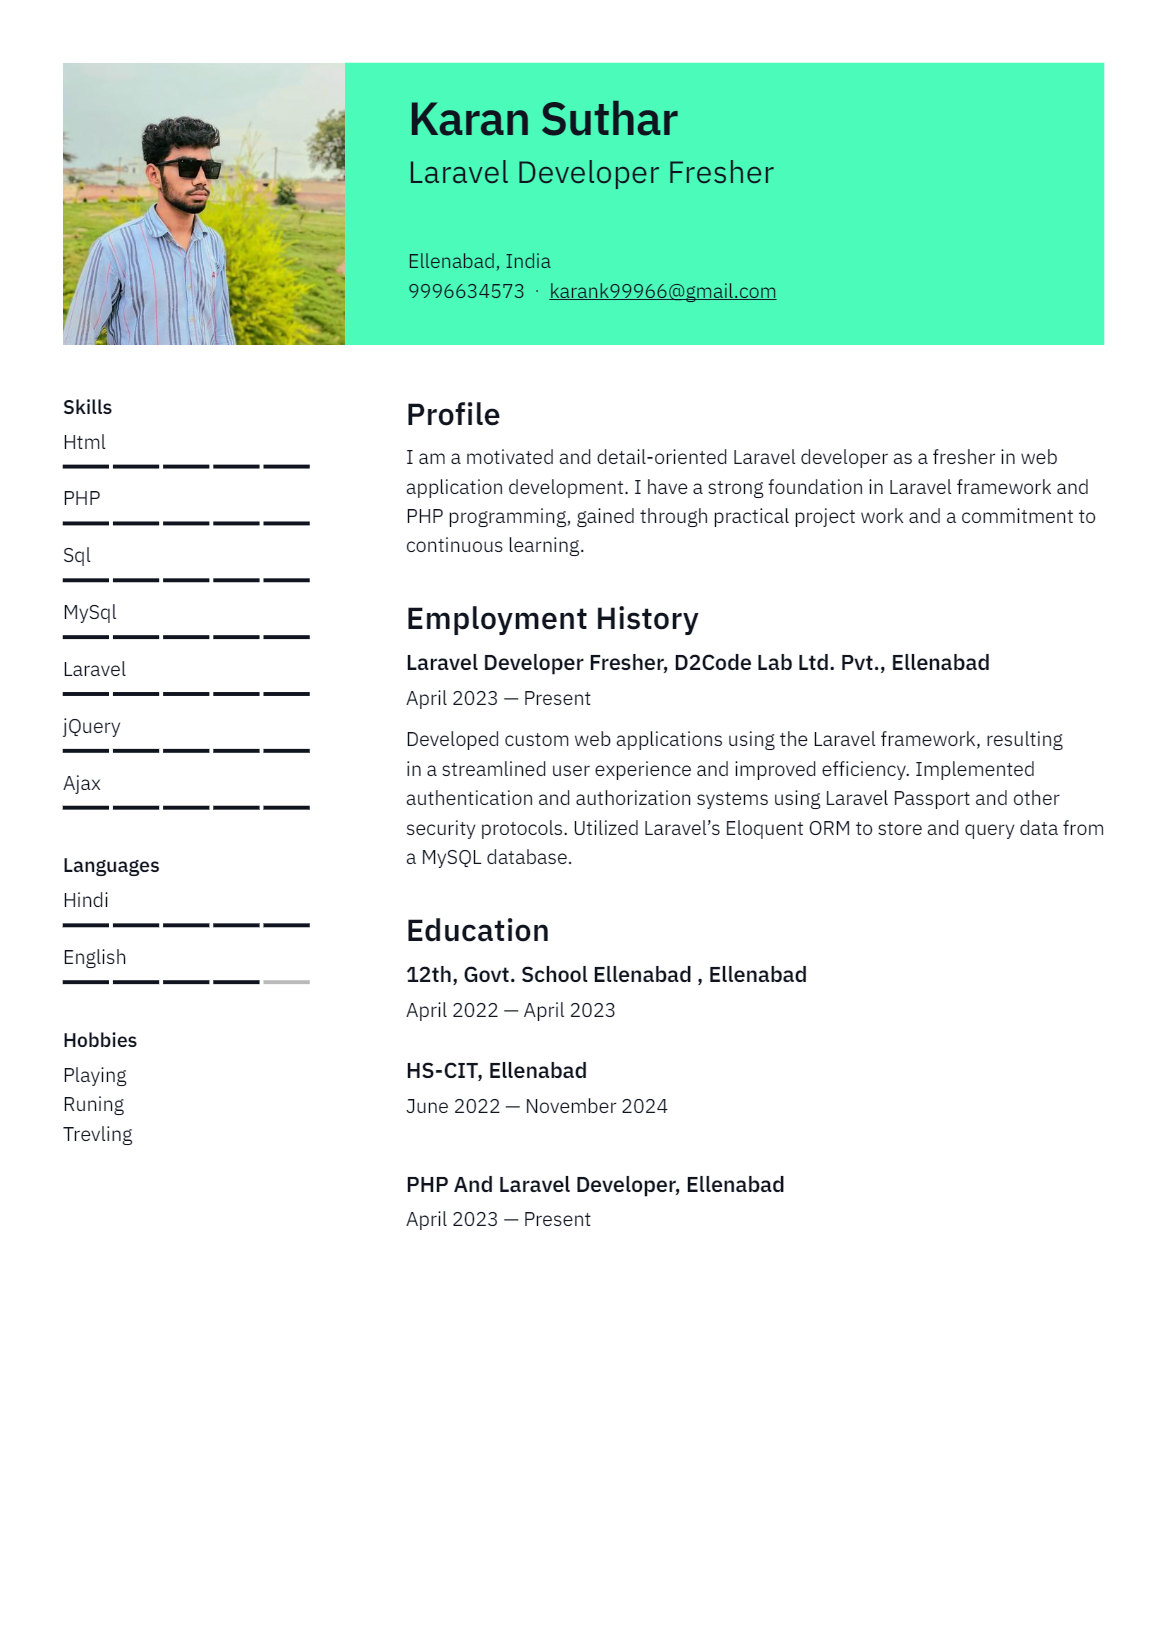 Karan Suthar
Laravel Developer Fresher
Ellenabad, India
9996634573 · karank99966@gmail.com
Skills
Html
PHP
Sql
MySql
Laravel
jQuery
Ajax
Languages
Hindi
English
Hobbies
Playing
Runing
Trevling
Profile
I am a motivated and detail-oriented Laravel developer as a fresher in web
application development. I have a strong foundation in Laravel framework and
PHP programming, gained through practical project work and a commitment to
continuous learning.
Employment History
Laravel Developer Fresher, D2Code Lab Ltd. Pvt., Ellenabad
April 2023 — Present
Developed custom web applications using the Laravel framework, resulting
in a streamlined user experience and improved efficiency. Implemented
authentication and authorization systems using Laravel Passport and other
security protocols. Utilized Laravel’s Eloquent ORM to store and query data from
a MySQL database.
Education
12th, Govt. School Ellenabad , Ellenabad
April 2022 — April 2023
HS-CIT, Ellenabad
June 2022 — November 2024
PHP And Laravel Developer, Ellenabad
April 2023 — Present